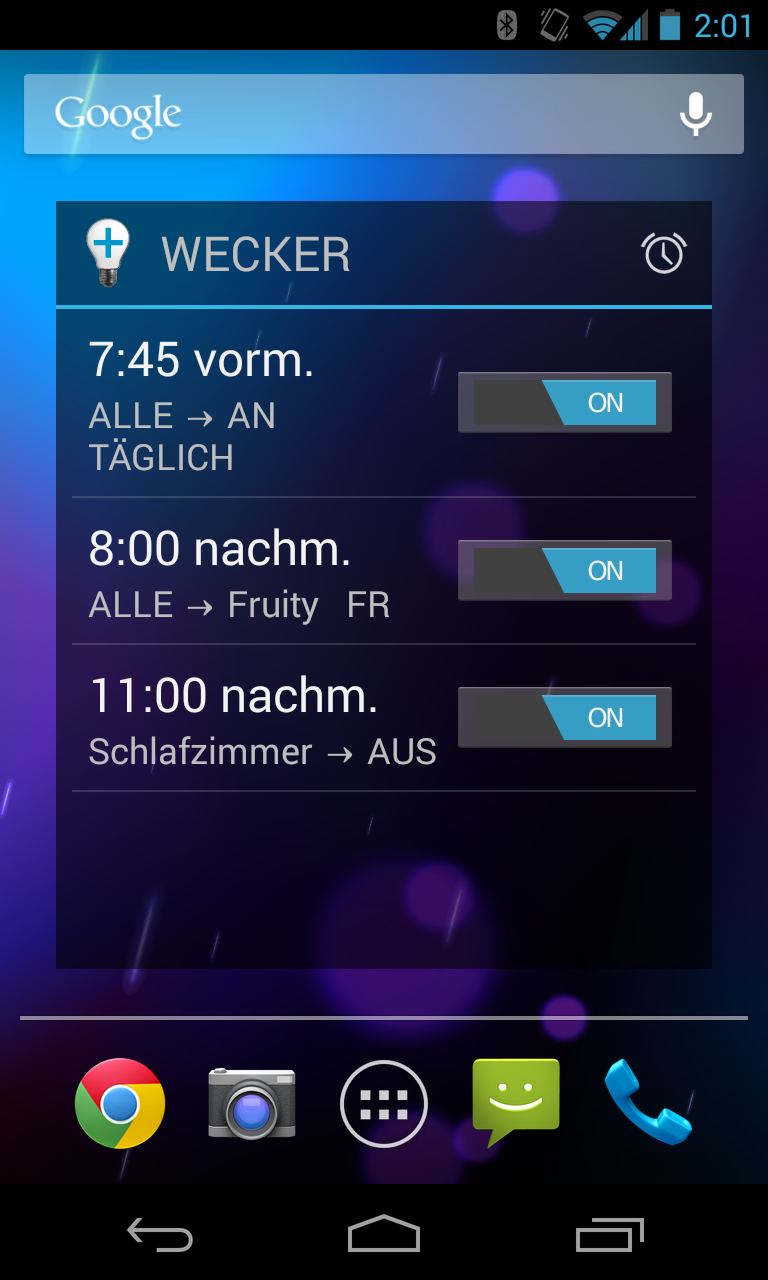 2:01
Google
WECKER
7:45 vorm.
ALLE → AN
TÄGLICH
ON
8:00 nachm.
ALLE → Fruity FR
ON
11:00 nachm.
Schlafzimmer → AUS
ON